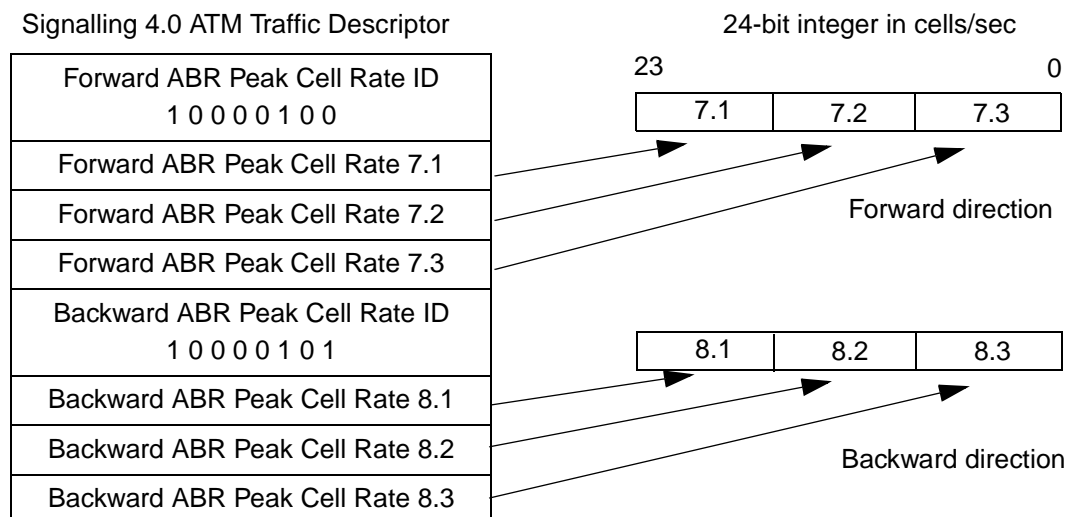 Signalling 4.0 ATM Traffic Descriptor
Forward ABR Peak Cell Rate ID
1 0 0 0 0 1 0 0
Forward ABR Peak Cell Rate 7.1
Forward ABR Peak Cell Rate 7.2
Forward ABR Peak Cell Rate 7.3
Backward ABR Peak Cell Rate ID
1 0 0 0 0 1 0 1
Backward ABR Peak Cell Rate 8.1
Backward ABR Peak Cell Rate 8.2
Backward ABR Peak Cell Rate 8.3
24-bit integer in cells/sec
23 0
7.1 7.2 7.3
Forward direction
8.1 8.2 8.3
Backward direction